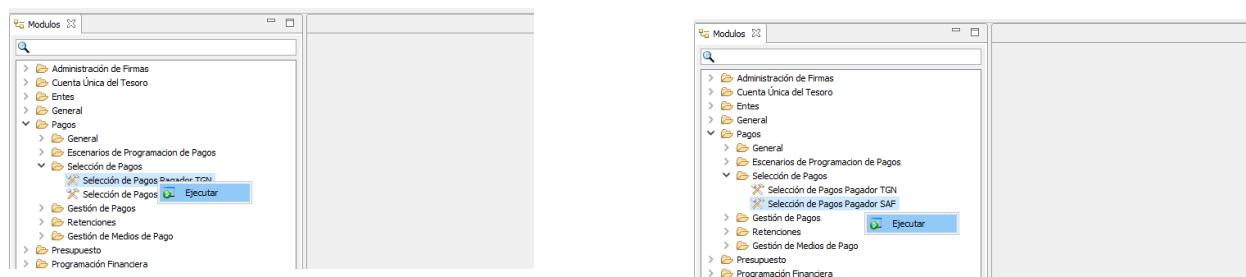 Modulos
Administración de Firmas
Cuenta Única del Tesoro
Entes
General
Pagos
General
Escenarios de Programacion de Pagos
Selección de Pagos
Selección de Pagos Pagador TGN
Selección de Pagos
Ejecutar
Gestión de Pagos
Retenciones
Gestión de Medios de Pago
Presupuesto
Programación Financiera
Modulos
Administración de Firmas
Cuenta Única del Tesoro
Entes
General
Pagos
General
Escenarios de Programacion de Pagos
Selección de Pagos
Selección de Pagos Pagador TGN
Selección de Pagos Pagador SAF
Gestión de Pagos
Ejecutar
Retenciones
Gestión de Medios de Pago
Presupuesto
Programación Financiera